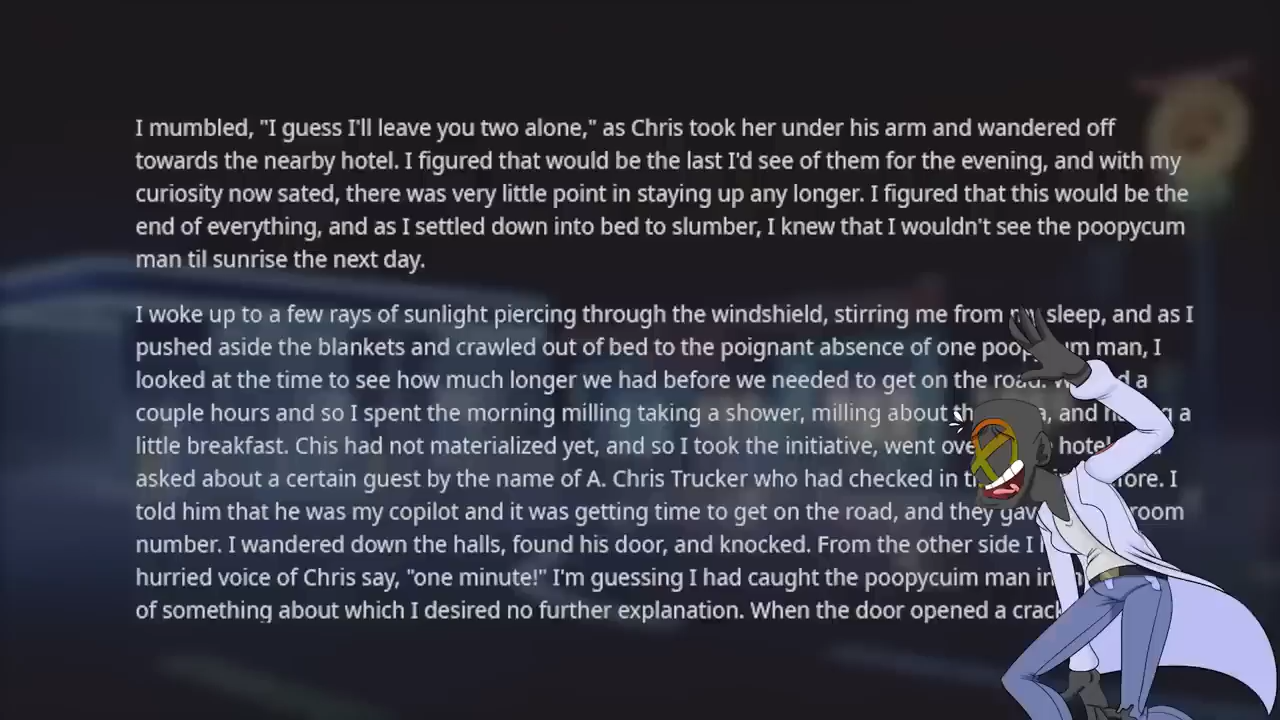 I mumbled, "I guess I'll leave you two alone," as Chris took her under his arm and wandered off
towards the nearby hotel. I figured that would be the last I'd see of them for the evening, and with my
curiosity now sated, there was very little point in staying up any longer. I figured that this would be the
end of everything, and as I settled down into bed to slumber, I knew that I wouldn't see the poopycum
man til sunrise the next day.
I woke up to a few rays of sunlight piercing through the windshield, stirring me from my sleep, and as I
pushed aside the blankets and crawled out of bed to the poignant absence of one poopycum man, I
looked at the time to see how much longer we had before we needed to get on the road. a
couple hours and so I spent the morning milling taking a shower, milling about and a
little breakfast. Chis had not materialized yet, and so I took the initiative, went hotel
asked about a certain guest by the name of A. Chris Trucker who had checked in I
told him that he was my copilot and it was getting time to get on the road, and they room
number. I wandered down the halls, found his door, and knocked. From the other side I
hurried voice of Chris say, "one minute!" I'm guessing I had caught the poopycuim man
of something about which I desired no further explanation. When the door opened a crack